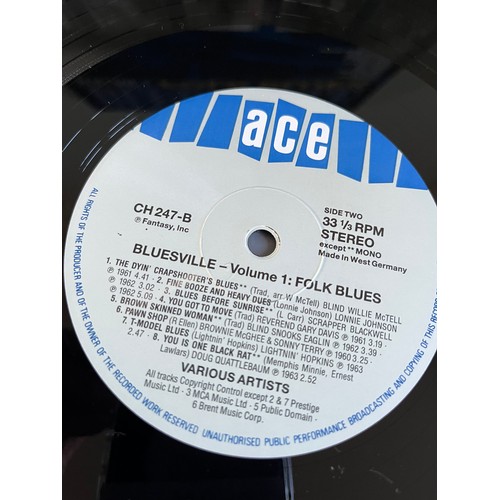 ace
CH 247-B
℗ Fantasy, Inc
SIDE TWO
33 1/3 RPM
STEREO
except ** MONO
Made in West Germany
BLUESVILLE – Volume 1: FOLK BLUES
1. THE DYIN' CRAPSHOOTER'S BLUES** (Trad, arr. W McTell) BLIND WILLIE McTELL
℗ 1961 4.41 · 2. FINE BOOZE AND HEAVY DUES (Lonnie Johnson) LONNIE JOHNSON
℗ 1962 3.02 · 3. BLUES BEFORE SUNRISE** (L Carr) SCRAPPER BLACKWELL
℗ 1962 5.09 · 4. YOU GOT TO MOVE (Trad) REVEREND GARY DAVIS ℗ 1961 3.19
5. BROWN SKINNED WOMAN** (Trad) BLIND SNOOKS EAGLIN ℗ 1962 3.39
6. PAWN SHOP (R Ellen) BROWNIE McGHEE & SONNY TERRY ℗ 1960 3.25
7. T-MODEL BLUES (Lightnin' Hopkins) LIGHTNIN' HOPKINS ℗ 1963
2.47 · 8. YOU IS ONE BLACK RAT** (Memphis Minnie, Ernest
Lawlars) DOUG QUATTLEBAUM ℗ 1963 2.52
VARIOUS ARTISTS
All tracks Copyright Control except 2 & 7 Prestige
Music Ltd · 3 MCA Music Ltd · 5 Public Domain ·
6 Brent Music Corp.
ALL RIGHTS OF THE PRODUCER AND OF THE OWNER OF THE RECORDED WORK RESERVED UNAUTHORISED PUBLIC PERFORMANCE BROADCASTING AND COPYING OF THIS